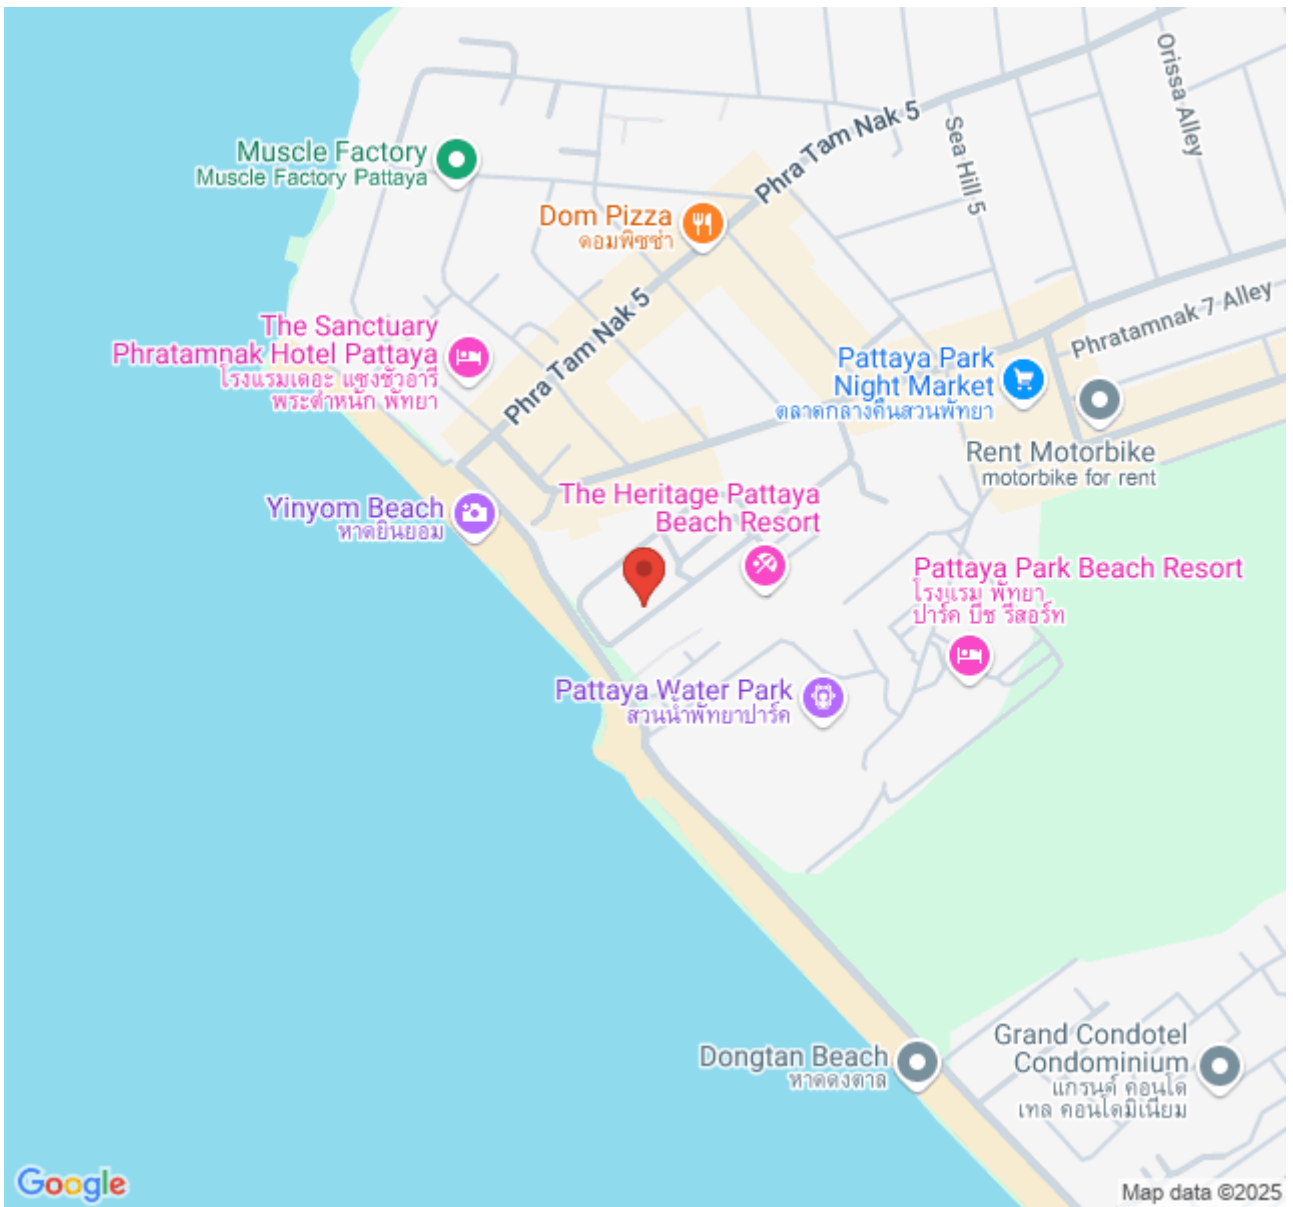 Orissa Alley
Phra Tam Nak 5
Sea Hill 5
Muscle Factory
Muscle Factory Pattaya
Dom Pizza
ดอมพิซซ่า
Phratamnak 7 Alley
Phra Tam Nak 5
The Sanctuary
Phratamnak Hotel Pattaya
โรงแรมเดอะ แซงชัวอารี
พระตำหนัก พัทยา
Pattaya Park
Night Market
ตลาดกลางคืนสวนพัทยา
Rent Motorbike
motorbike for rent
The Heritage Pattaya
Beach Resort
Yinyom Beach
หาดยินยอม
Pattaya Park Beach Resort
โรงแรม พัทยา
ปาร์ค บีช รีสอร์ท
Pattaya Water Park
สวนน้ำพัทยาปาร์ค
Dongtan Beach
หาดดงตาล
Grand Condotel
Condominium
แกรนด์ คอนโด
เทล คอนโดมิเนียม
Google
Map data ©2025